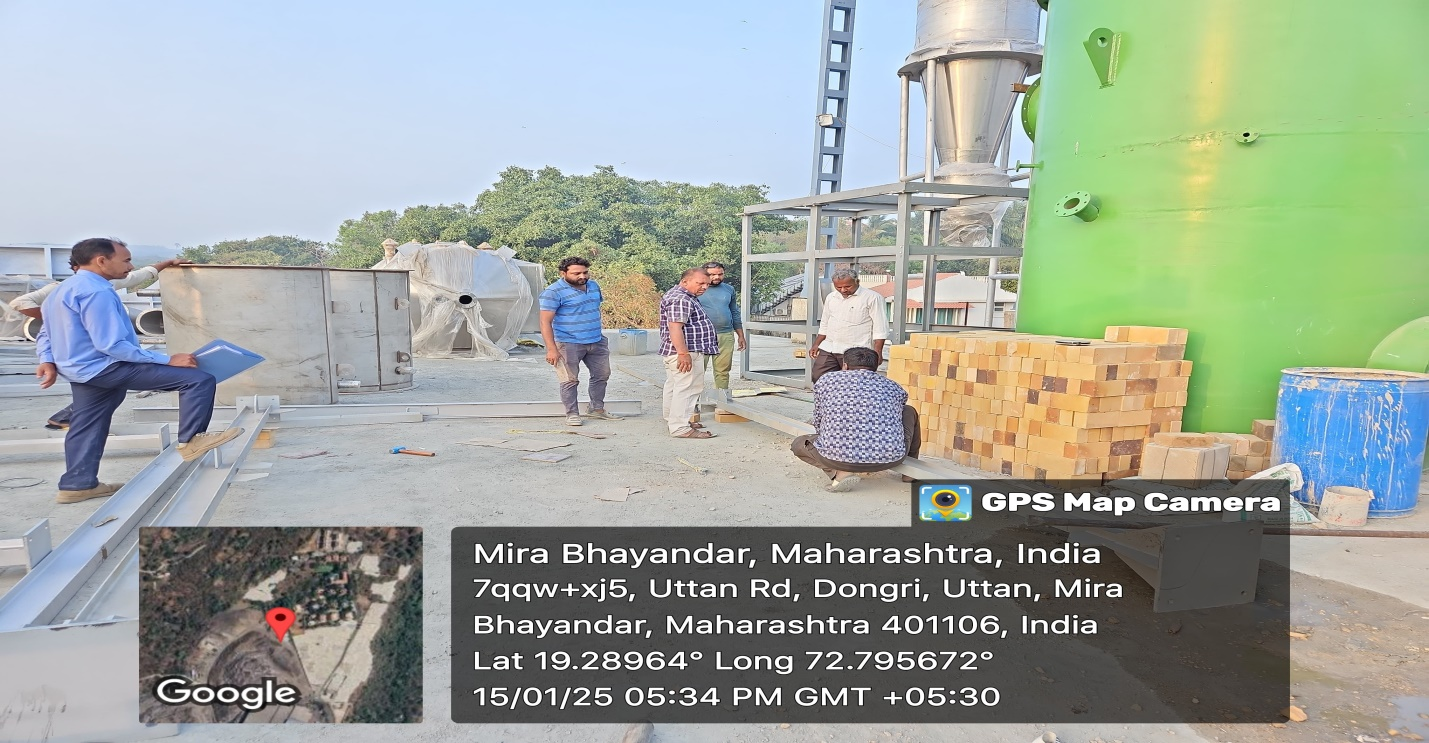 GPS Map Camera
Mira Bhayandar, Maharashtra, India
7qqw+xj5, Uttan Rd, Dongri, Uttan, Mira
Bhayandar, Maharashtra 401106, India
Lat 19.28964° Long 72.795672°
15/01/25 05:34 PM GMT +05:30
Google